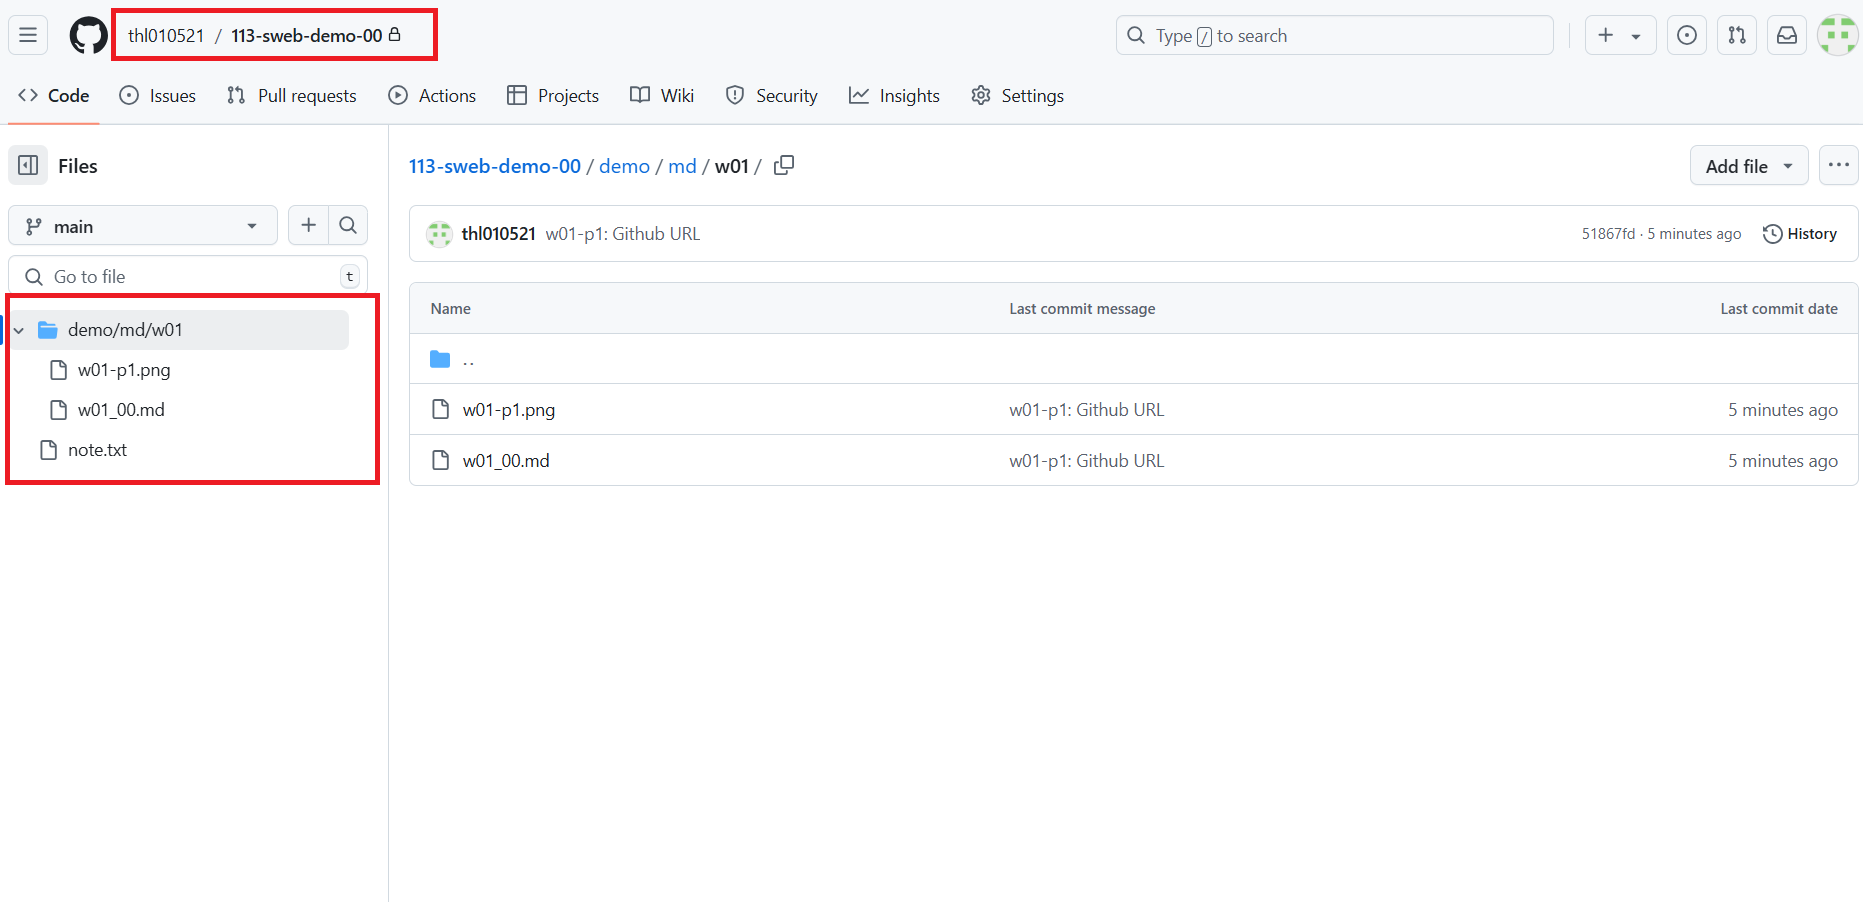 thl010521 / 113-sweb-demo-00
Type / to search
Code Issues Pull requests Actions Projects Wiki Security Insights Settings
Files
main
Go to file t
demo/md/w01
w01-p1.png
w01_00.md
note.txt
113-sweb-demo-00 / demo / md / w01 /
Add file
thl010521 w01-p1: Github URL 51867fd · 5 minutes ago History
Name Last commit message Last commit date
..
w01-p1.png w01-p1: Github URL 5 minutes ago
w01_00.md w01-p1: Github URL 5 minutes ago